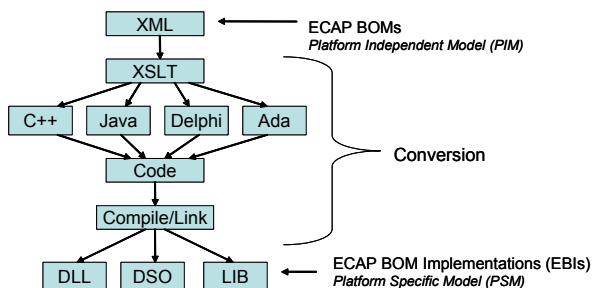 XML
ECAP BOMs
Platform Independent Model (PIM)
XSLT
C++
Java
Delphi
Ada
Conversion
Code
Compile/Link
ECAP BOM Implementations (EBIs)
Platform Specific Model (PSM)
DLL
DSO
LIB